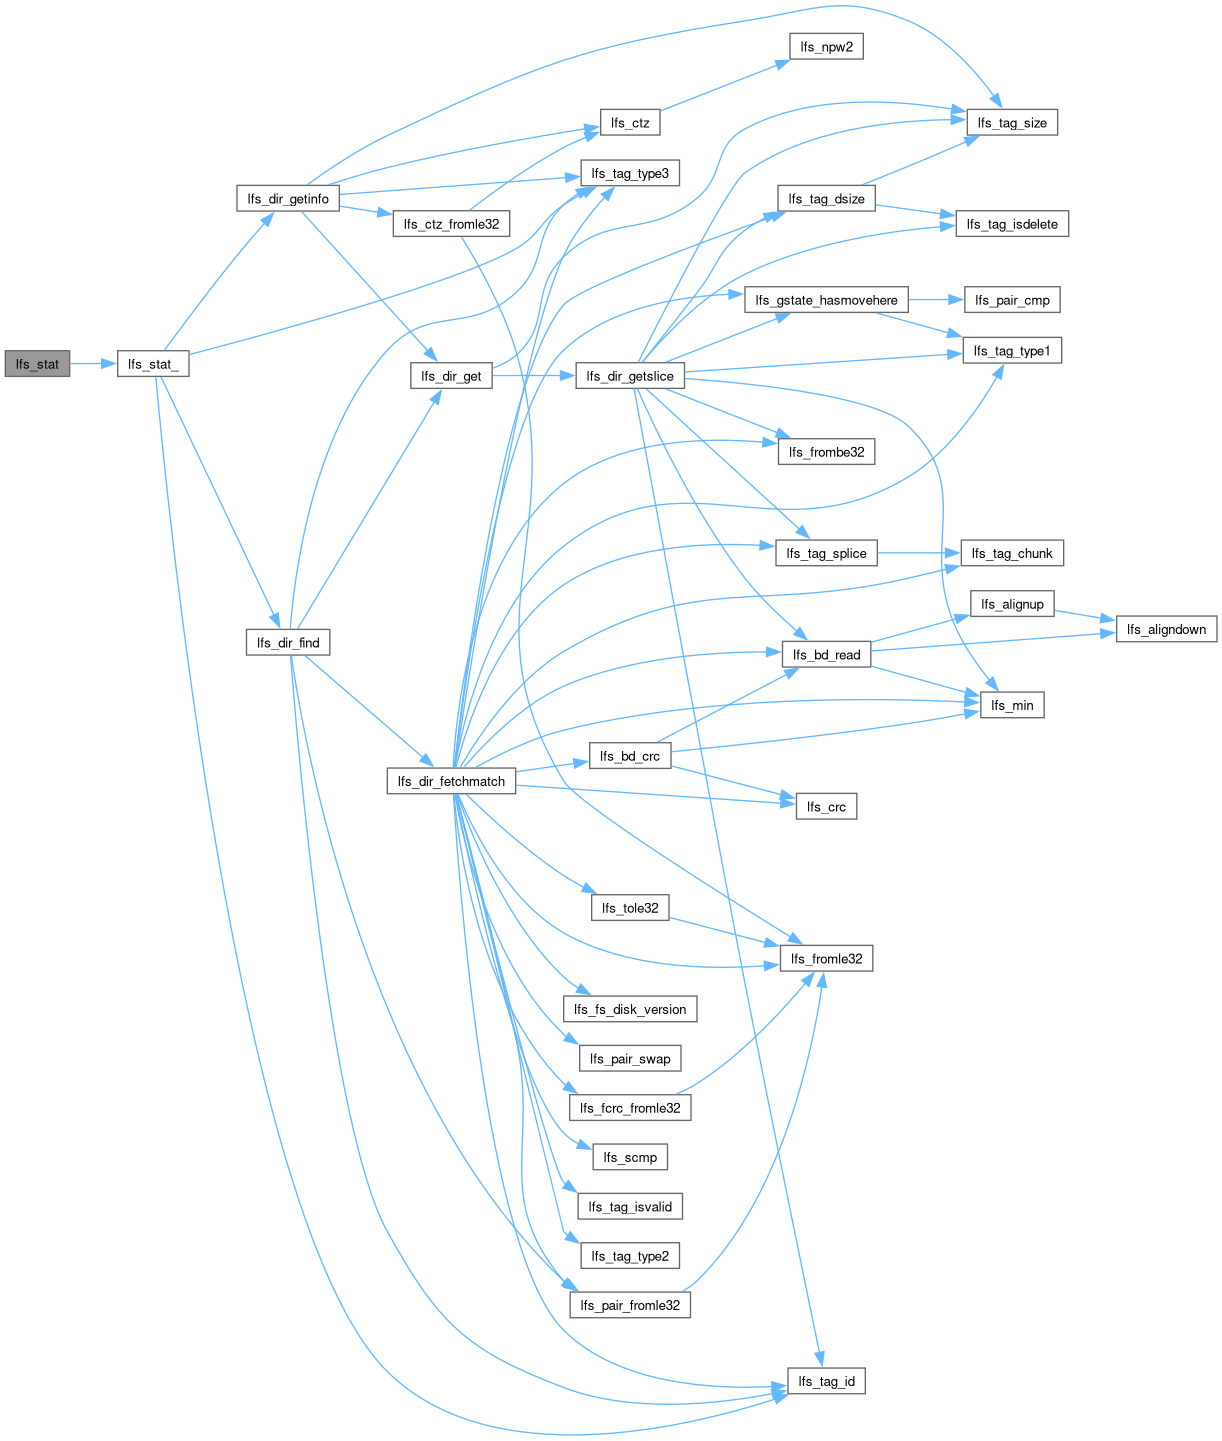 lfs_npw2
lfs_ctz
lfs_tag_size
lfs_tag_type3
lfs_dir_getinfo
lfs_tag_dsize
lfs_ctz_fromle32
lfs_tag_isdelete
lfs_gstate_hasmovehere
lfs_pair_cmp
lfs_tag_type1
lfs_stat
lfs_stat_
lfs_dir_get
lfs_dir_getslice
lfs_frombe32
lfs_tag_splice
lfs_tag_chunk
lfs_alignup
lfs_aligndown
lfs_dir_find
lfs_bd_read
lfs_min
lfs_bd_crc
lfs_dir_fetchmatch
lfs_crc
lfs_tole32
lfs_fromle32
lfs_fs_disk_version
lfs_pair_swap
lfs_fcrc_fromle32
lfs_scmp
lfs_tag_isvalid
lfs_tag_type2
lfs_pair_fromle32
lfs_tag_id